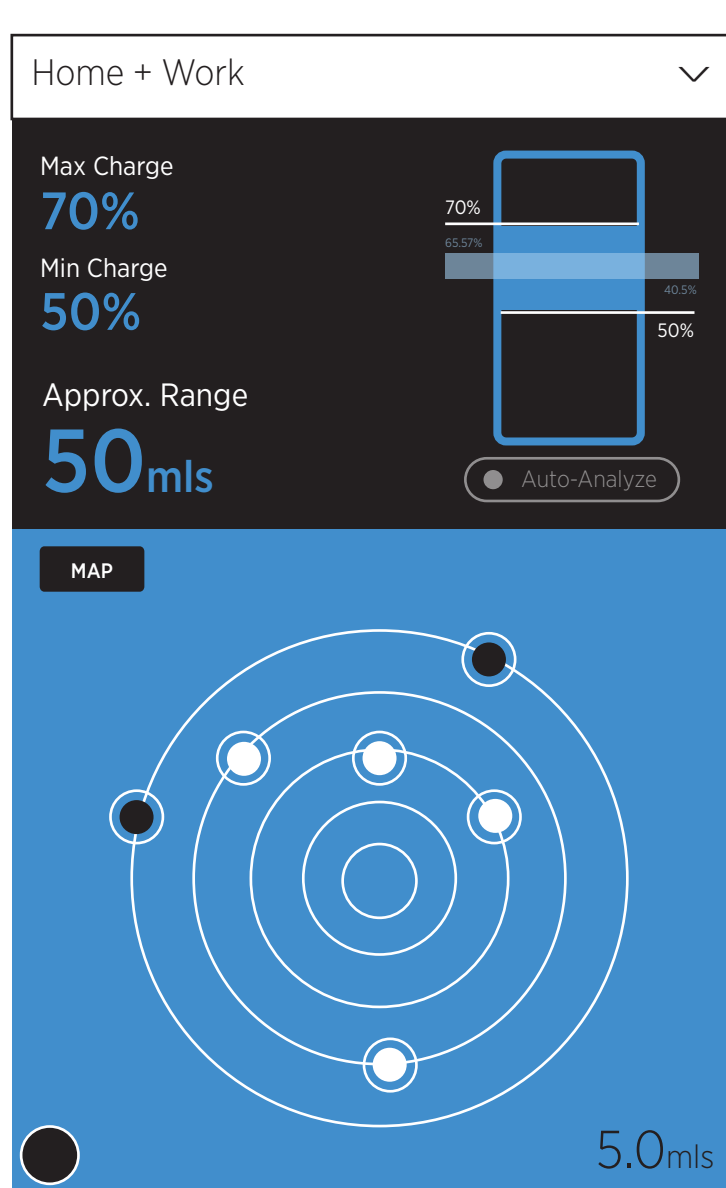 Home + Work
Max Charge
70%
Min Charge
50%
Approx. Range
50mls
70%
65.57%
40.5%
50%
Auto-Analyze
MAP
5.0mls